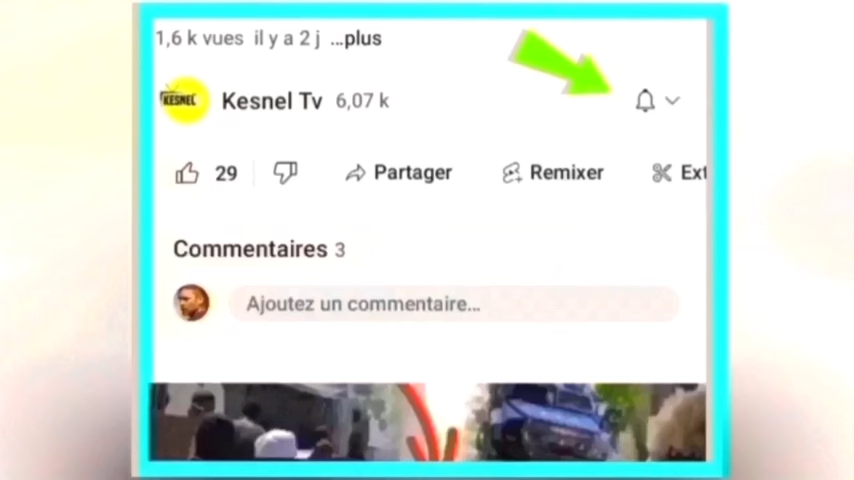 1,6 k vues il y a 2 j ...plus
KESNEL
Kesnel Tv 6,07 k
29 Partager Remixer Ext
Commentaires 3
Ajoutez un commentaire...